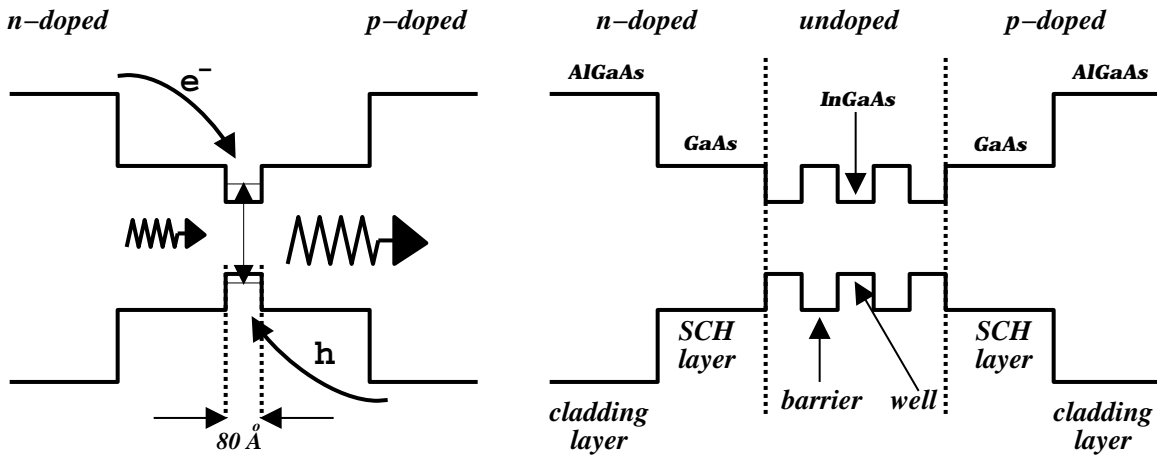 n–doped
p–doped
e⁻
h
80 Å
n–doped
undoped
p–doped
AlGaAs
AlGaAs
InGaAs
GaAs
GaAs
SCH
layer
SCH
layer
barrier
well
cladding
layer
cladding
layer